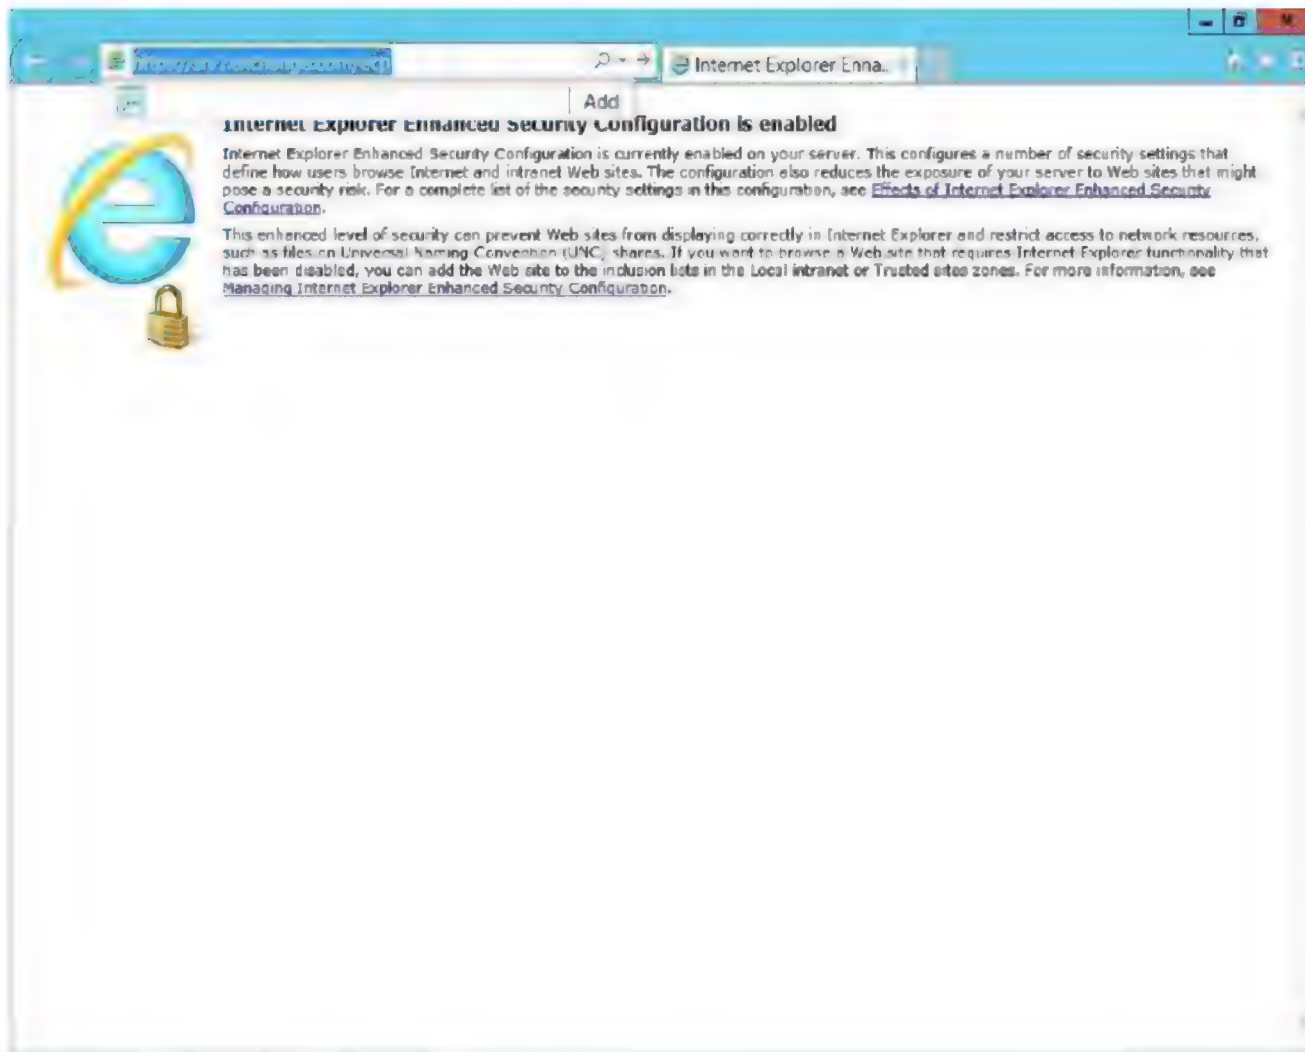 Internet Explorer Enha..
Add
Internet Explorer Enhanced Security Configuration is enabled
Internet Explorer Enhanced Security Configuration is currently enabled on your server. This configures a number of security settings that
define how users browse Internet and intranet Web sites. The configuration also reduces the exposure of your server to Web sites that might
pose a security risk. For a complete list of the security settings in this configuration, see Effects of Internet Explorer Enhanced Security
Configuration.
This enhanced level of security can prevent Web sites from displaying correctly in Internet Explorer and restrict access to network resources,
such as files on Universal Naming Convention (UNC) shares. If you want to browse a Web site that requires Internet Explorer functionality that
has been disabled, you can add the Web site to the inclusion lists in the Local intranet or Trusted sites zones. For more information, see
Managing Internet Explorer Enhanced Security Configuration.